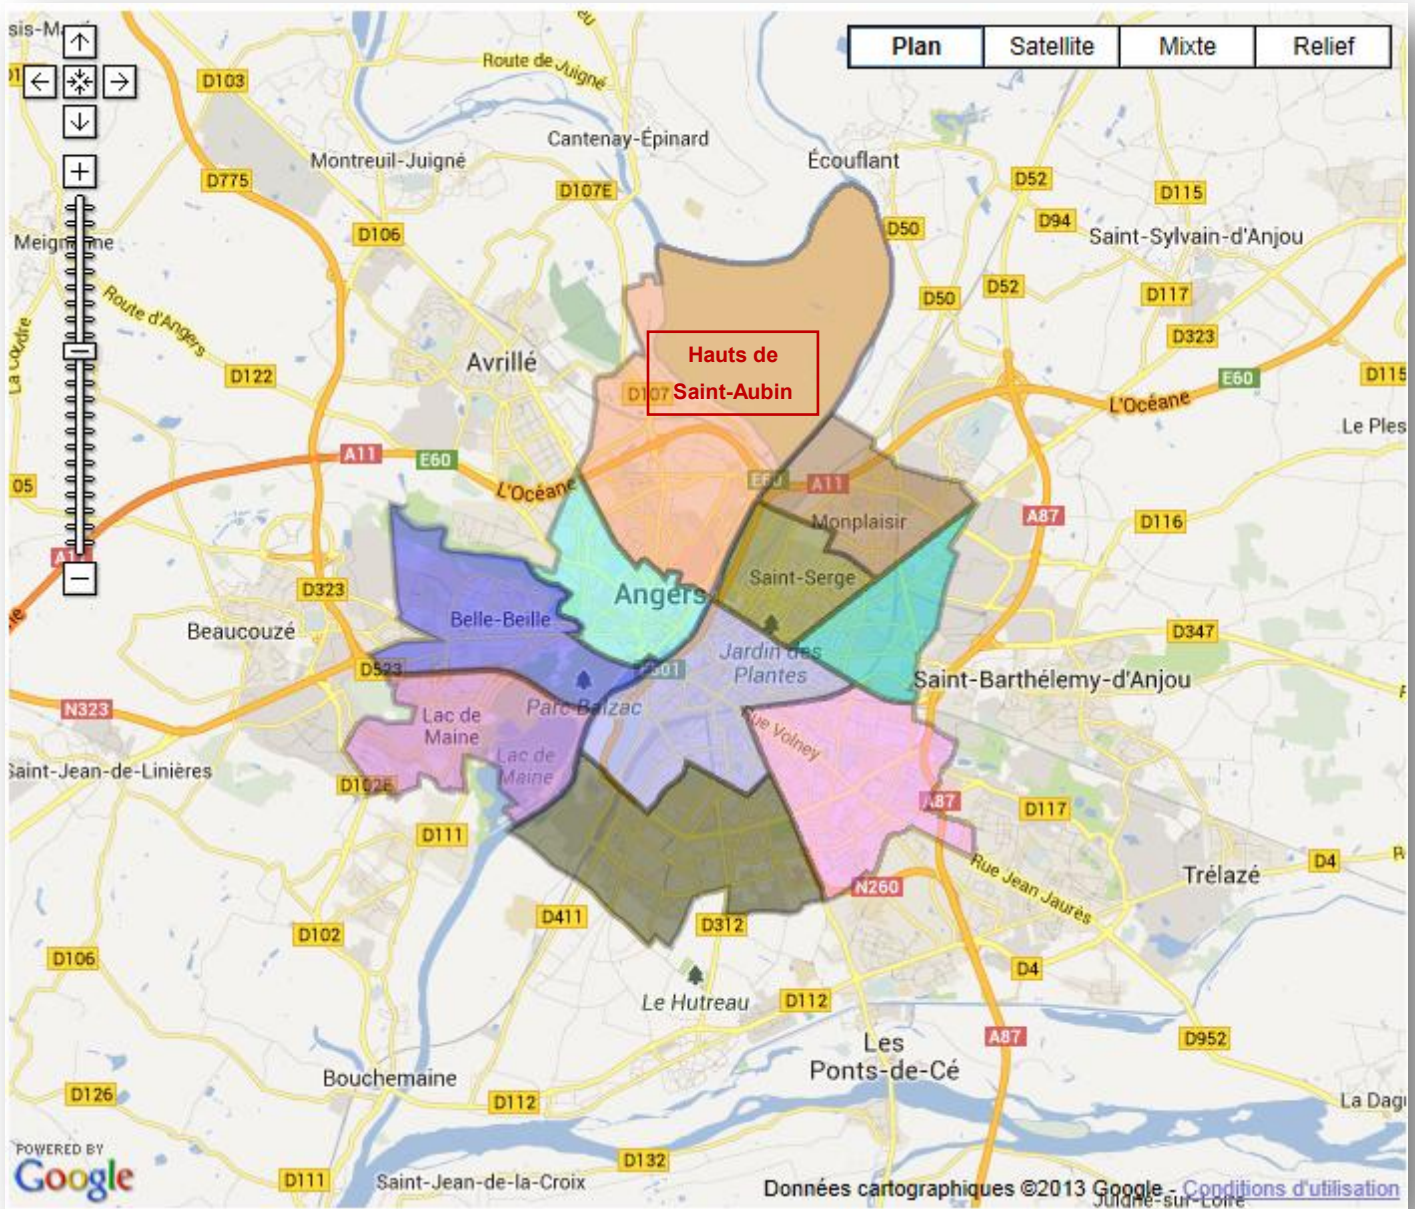 Plan
Satellite
Mixte
Relief
D103
Route de Juigné
Cantenay-Épinard
Écouflant
Montreuil-Juigné
D775
D107E
D52
D115
D94
D106
D50
Saint-Sylvain-d'Anjou
Route d'Angers
D50
D52
D117
D323
Avrillé
Hauts de
Saint-Aubin
D107
D122
E60
D115
L'Océane
Le Ples
A11
E60
L'Océane
A11
05
Monplaisir
A87
D116
Saint-Serge
D323
Angers
Belle-Beille
Beaucouzé
D347
D523
Jardin des
Plantes
Saint-Barthélemy-d'Anjou
N323
Parc Balzac
Lac de
Maine
Rue Volney
Lac de
Maine
Saint-Jean-de-Linières
A87
D117
D111
Rue Jean Jaurès
D4
Trélazé
N260
D411
D312
D102
D106
D4
Le Hutreau
D112
A87
D952
Les
Ponts-de-Cé
Bouchemaine
D126
D112
La Dagu
POWERED BY
Google
D111
Saint-Jean-de-la-Croix
D132
Données cartographiques ©2013 Google - Conditions d'utilisation
Juigné-sur-Loire